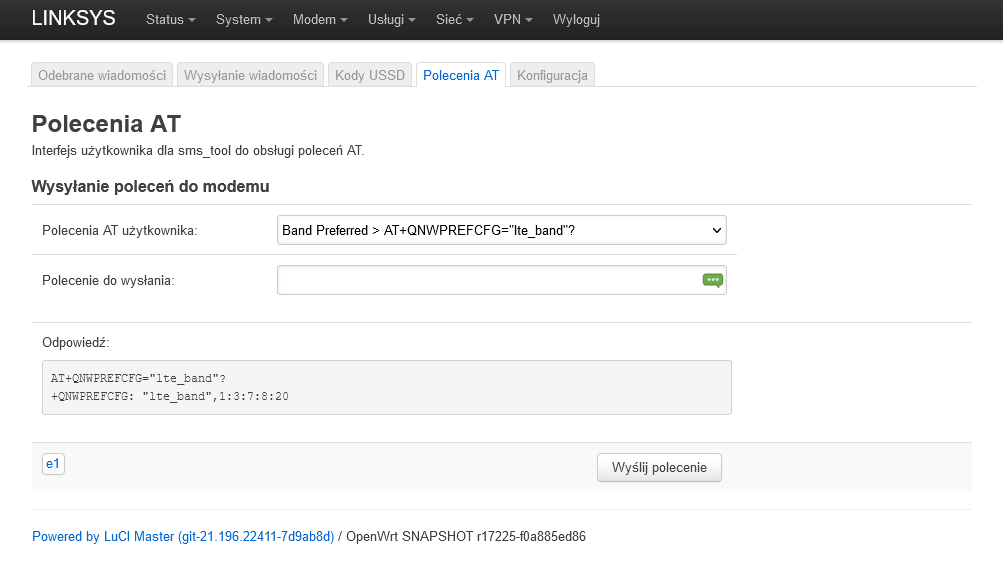 LINKSYS Status System Modem Usługi Sieć VPN Wyloguj
Odebrane wiadomości Wysyłanie wiadomości Kody USSD Polecenia AT Konfiguracja
Polecenia AT
Interfejs użytkownika dla sms_tool do obsługi poleceń AT.
Wysyłanie poleceń do modemu
Polecenia AT użytkownika: Band Preferred > AT+QNWPREFCFG="lte_band"?
Polecenie do wysłania:
Odpowiedź:
AT+QNWPREFCFG="lte_band"?
+QNWPREFCFG: "lte_band",1:3:7:8:20
e1 Wyślij polecenie
Powered by LuCI Master (git-21.196.22411-7d9ab8d) / OpenWrt SNAPSHOT r17225-f0a885ed86